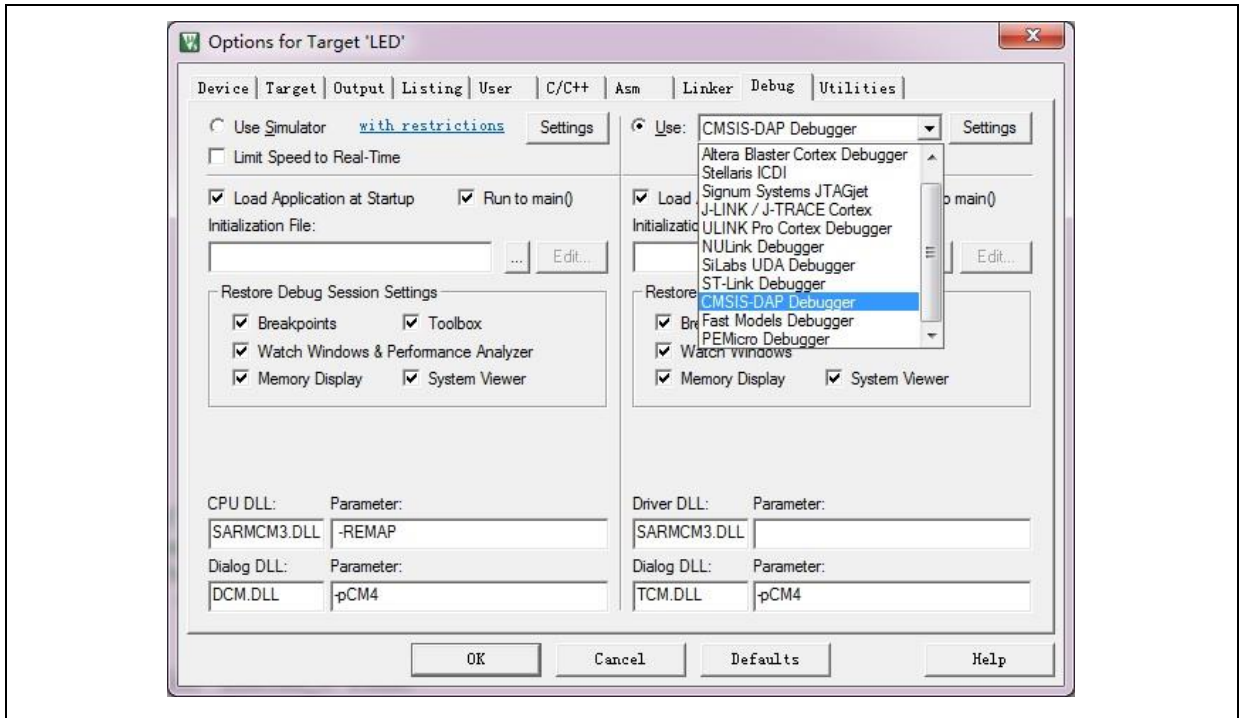 Options for Target 'LED'
Device Target Output Listing User C/C++ Asm Linker Debug Utilities
Use Simulator with restrictions Settings
Limit Speed to Real-Time
Load Application at Startup Run to main()
Initialization File:
... Edit...
Restore Debug Session Settings
Breakpoints Toolbox
Watch Windows & Performance Analyzer
Memory Display System Viewer
CPU DLL: Parameter:
SARMCM3.DLL -REMAP
Dialog DLL: Parameter:
DCM.DLL -pCM4
Use: CMSIS-DAP Debugger Settings
Altera Blaster Cortex Debugger
Stellaris ICDI
Signum Systems JTAGjet
J-LINK / J-TRACE Cortex
ULINK Pro Cortex Debugger
NULink Debugger
SiLabs UDA Debugger
ST-Link Debugger
CMSIS-DAP Debugger
Fast Models Debugger
PEMicro Debugger
Load main()
Edit...
Restore
Watch Windows
Memory Display System Viewer
Driver DLL: Parameter:
SARMCM3.DLL
Dialog DLL: Parameter:
TCM.DLL -pCM4
OK Cancel Defaults Help